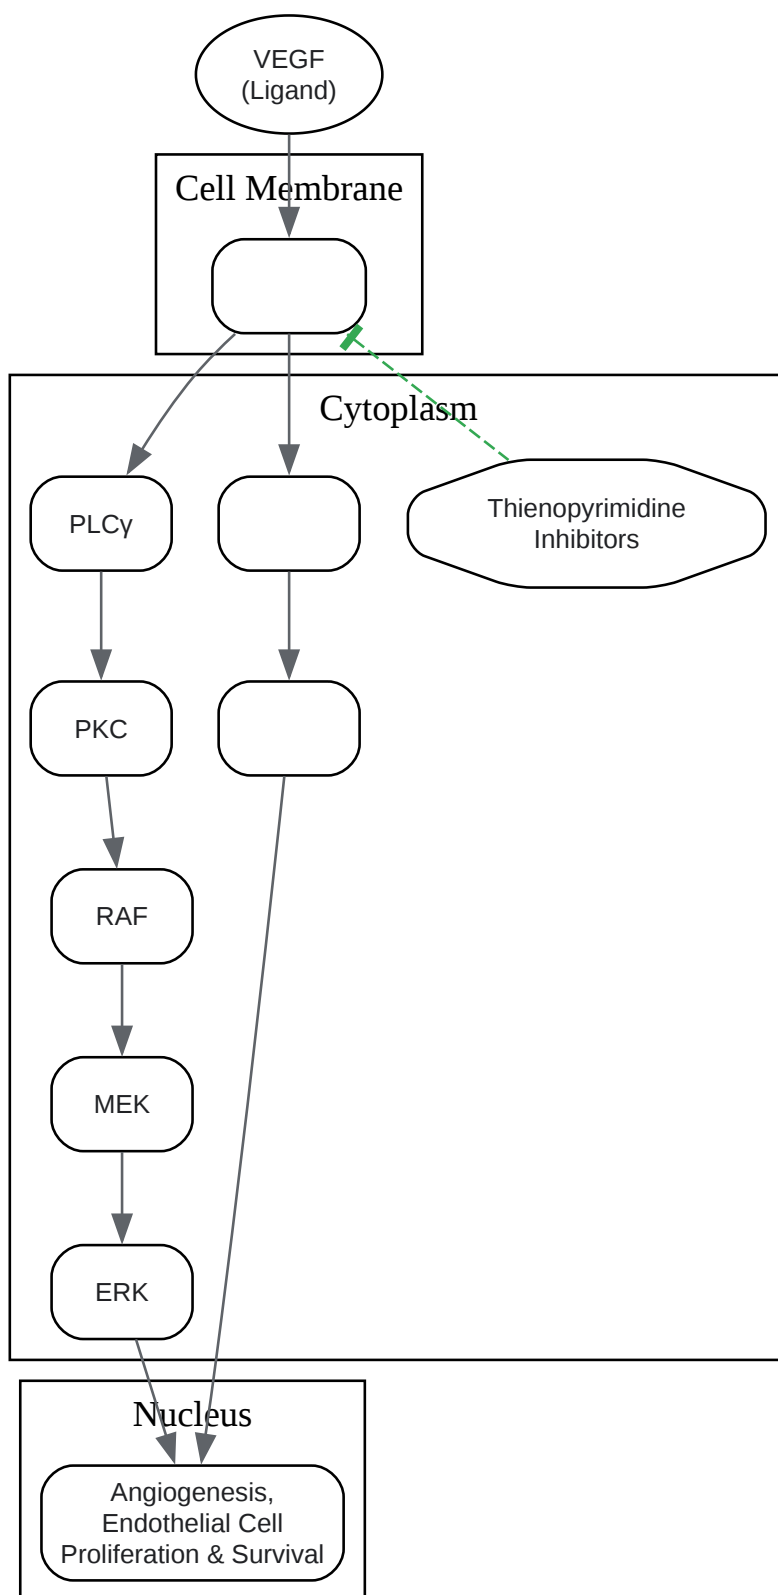 VEGF
(Ligand)
Cell Membrane
Cytoplasm
PLCγ
Thienopyrimidine
Inhibitors
PKC
RAF
MEK
ERK
Nucleus
Angiogenesis,
Endothelial Cell
Proliferation & Survival